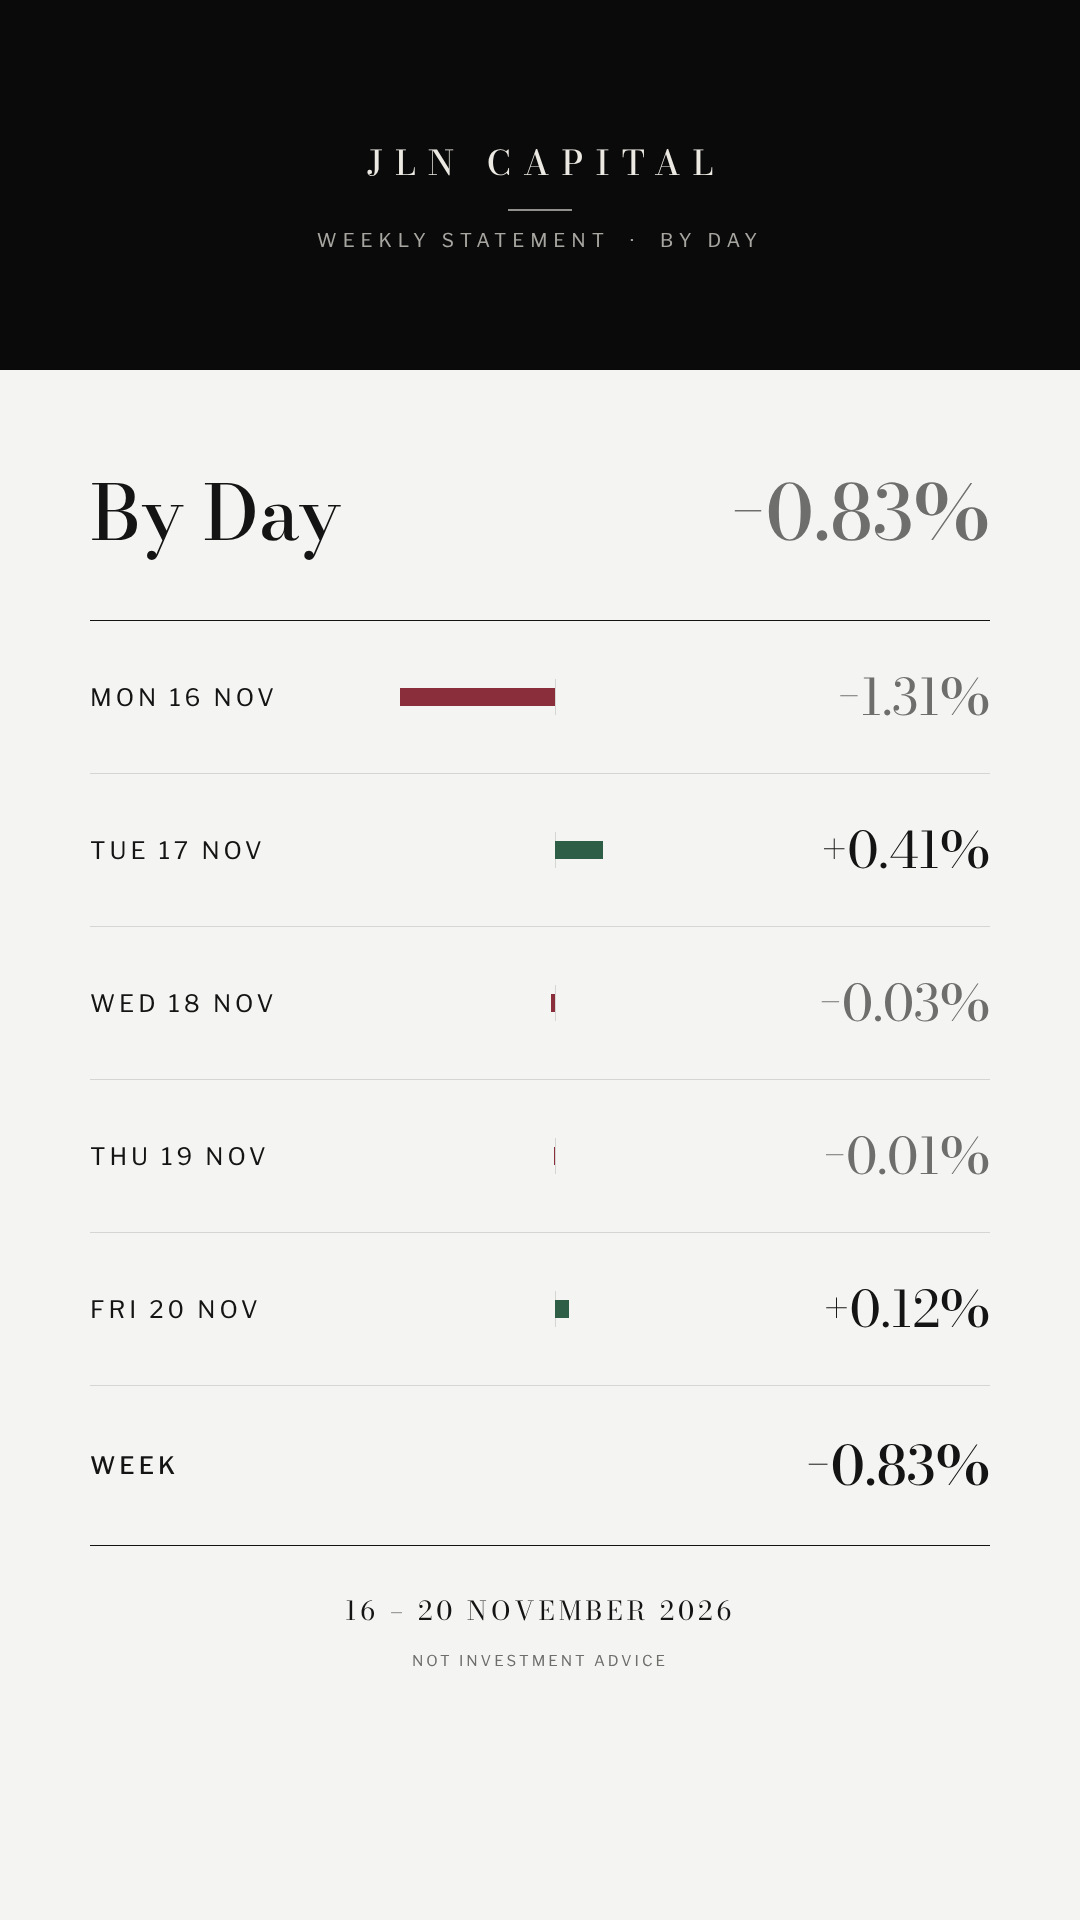 JLN CAPITAL
WEEKLY STATEMENT · BY DAY
By Day −0.83%
MON 16 NOV −1.31%
TUE 17 NOV +0.41%
WED 18 NOV −0.03%
THU 19 NOV −0.01%
FRI 20 NOV +0.12%
WEEK −0.83%
16 – 20 NOVEMBER 2026
NOT INVESTMENT ADVICE